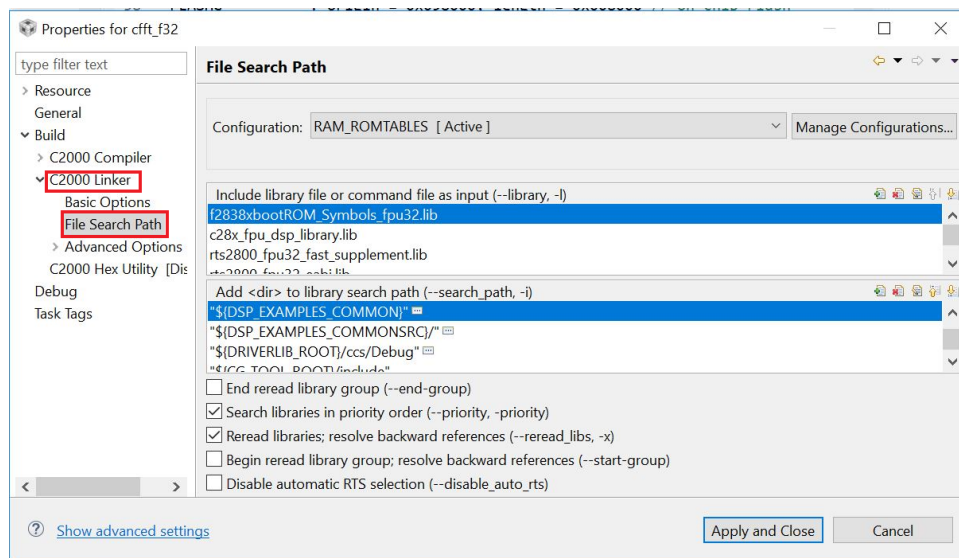 Properties for cfft_f32
type filter text
File Search Path
Resource
General
Build
C2000 Compiler
C2000 Linker
Basic Options
File Search Path
Advanced Options
C2000 Hex Utility [Dis
Debug
Task Tags
Configuration:
RAM_ROMTABLES [ Active ]
Manage Configurations...
Include library file or command file as input (--library, -l)
f2838xbootROM_Symbols_fpu32.lib
c28x_fpu_dsp_library.lib
rts2800_fpu32_fast_supplement.lib
rts2800_fpu32_eabi.lib
Add <dir> to library search path (--search_path, -i)
"${DSP_EXAMPLES_COMMON}"
"${DSP_EXAMPLES_COMMONSRC}/"
"${DRIVERLIB_ROOT}/ccs/Debug"
"${CG_TOOL_ROOT}/include"
End reread library group (--end-group)
Search libraries in priority order (--priority, -priority)
Reread libraries; resolve backward references (--reread_libs, -x)
Begin reread library group; resolve backward references (--start-group)
Disable automatic RTS selection (--disable_auto_rts)
Show advanced settings
Apply and Close
Cancel